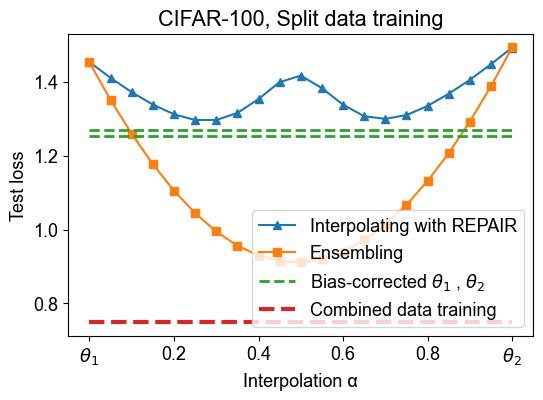 CIFAR-100, Split data training
Test loss
1.4
1.2
1.0
0.8
Interpolating with REPAIR
Ensembling
Bias-corrected θ₁ , θ₂
Combined data training
θ₁ 0.2 0.4 0.6 0.8 θ₂
Interpolation α